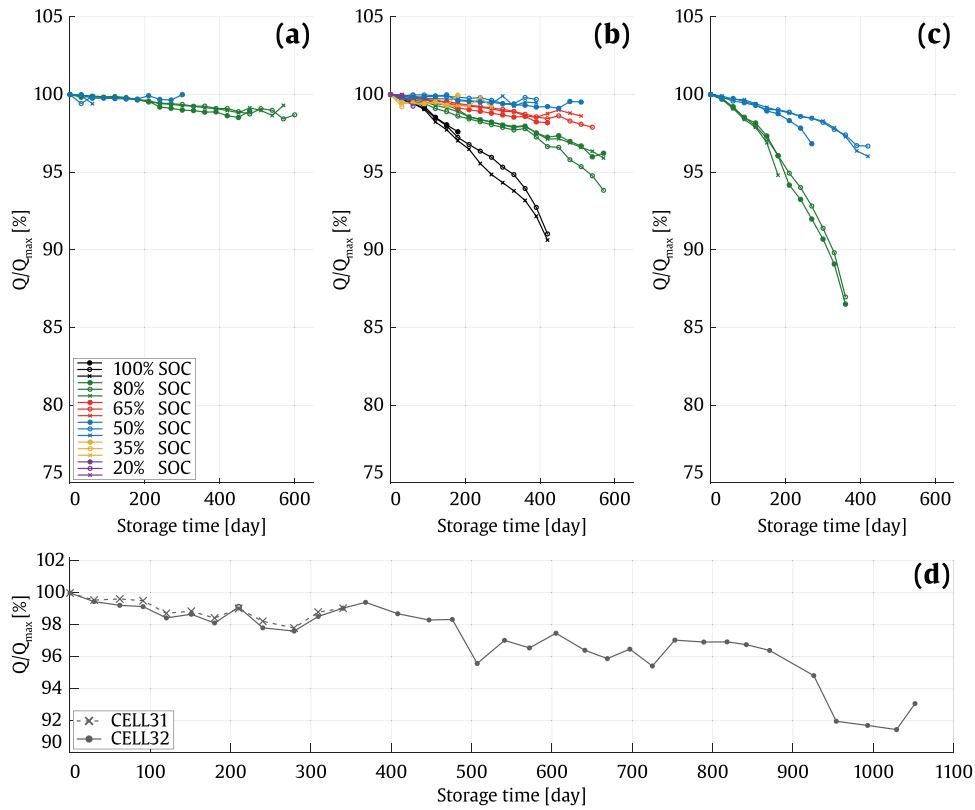 (a)
105
100
95
90
85
80
75
Q/Qmax [%]
100% SOC
80% SOC
65% SOC
50% SOC
35% SOC
20% SOC
0 200 400 600
Storage time [day]
(b)
105
100
95
90
85
80
75
Q/Qmax [%]
0 200 400 600
Storage time [day]
(c)
105
100
95
90
85
80
75
Q/Qmax [%]
0 200 400 600
Storage time [day]
(d)
102
100
98
96
94
92
90
Q/Qmax [%]
CELL31
CELL32
0 100 200 300 400 500 600 700 800 900 1000 1100
Storage time [day]